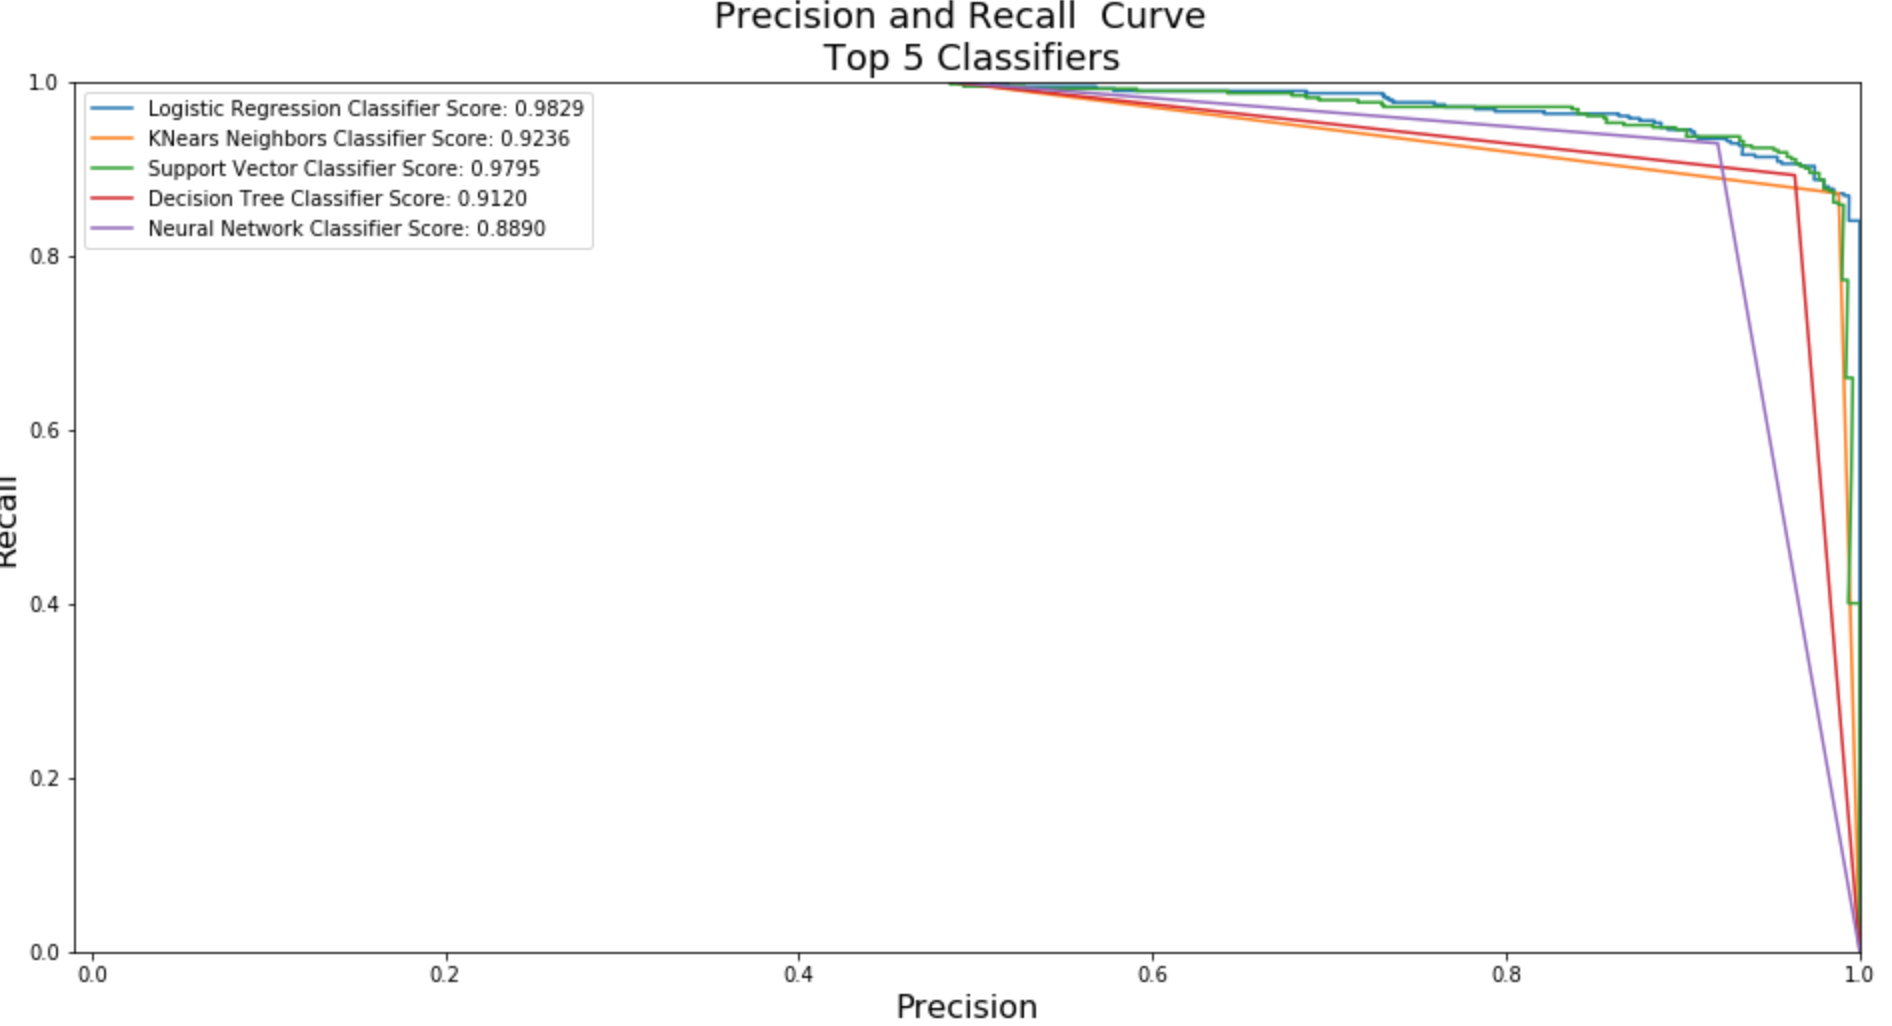 Precision and Recall  Curve
Top 5 Classifiers
Logistic Regression Classifier Score: 0.9829
KNears Neighbors Classifier Score: 0.9236
Support Vector Classifier Score: 0.9795
Decision Tree Classifier Score: 0.9120
Neural Network Classifier Score: 0.8890
1.0
0.8
0.6
0.4
0.2
0.0
Recall
0.0 0.2 0.4 0.6 0.8 1.0
Precision